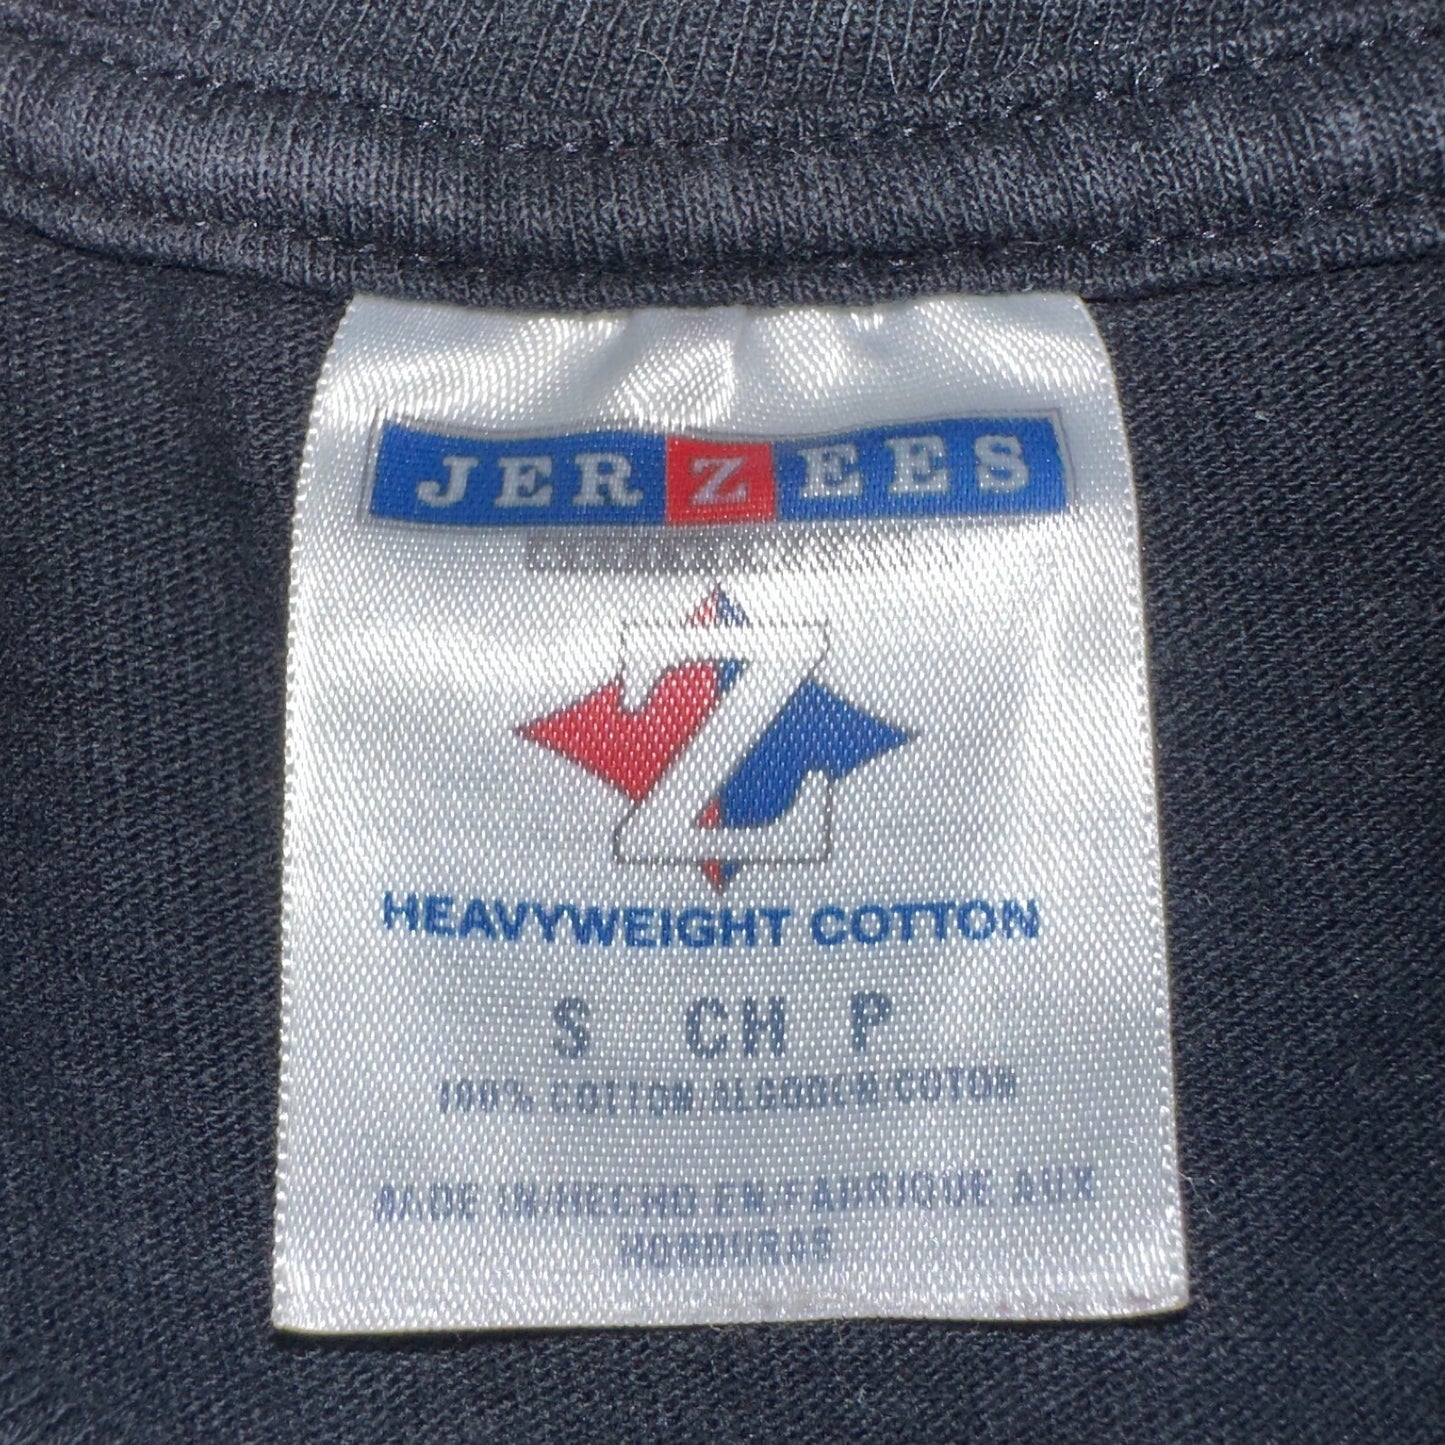 JERZEES
Z
HEAVYWEIGHT COTTON
S CH P
100% COTTON/ALGODON/COTON
MADE IN/HECHO EN/FABRIQUE AUX
HONDURAS